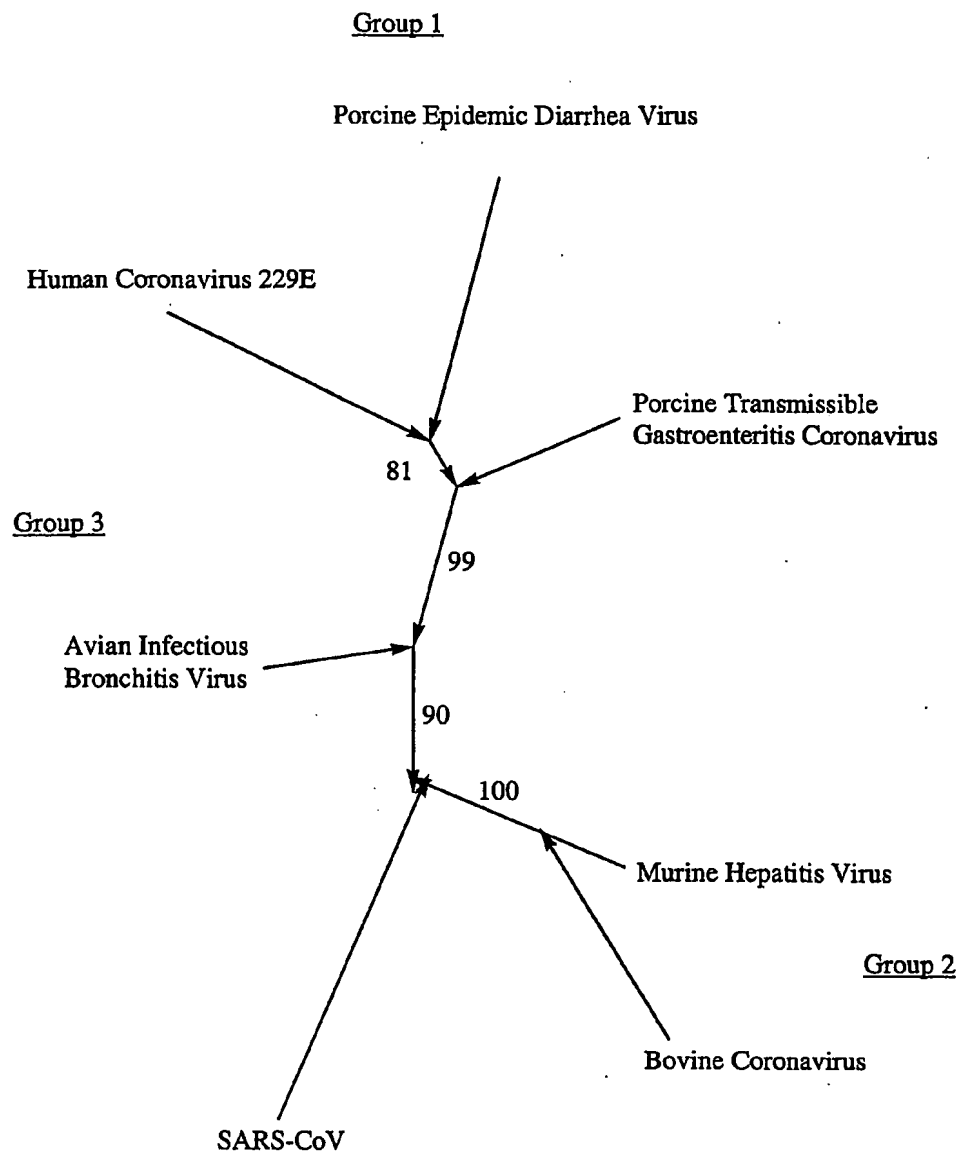 Group 1
Porcine Epidemic Diarrhea Virus
Human Coronavirus 229E
Porcine Transmissible
Gastroenteritis Coronavirus
81
Group 3
99
Avian Infectious
Bronchitis Virus
90
100
Murine Hepatitis Virus
Group 2
Bovine Coronavirus
SARS-CoV